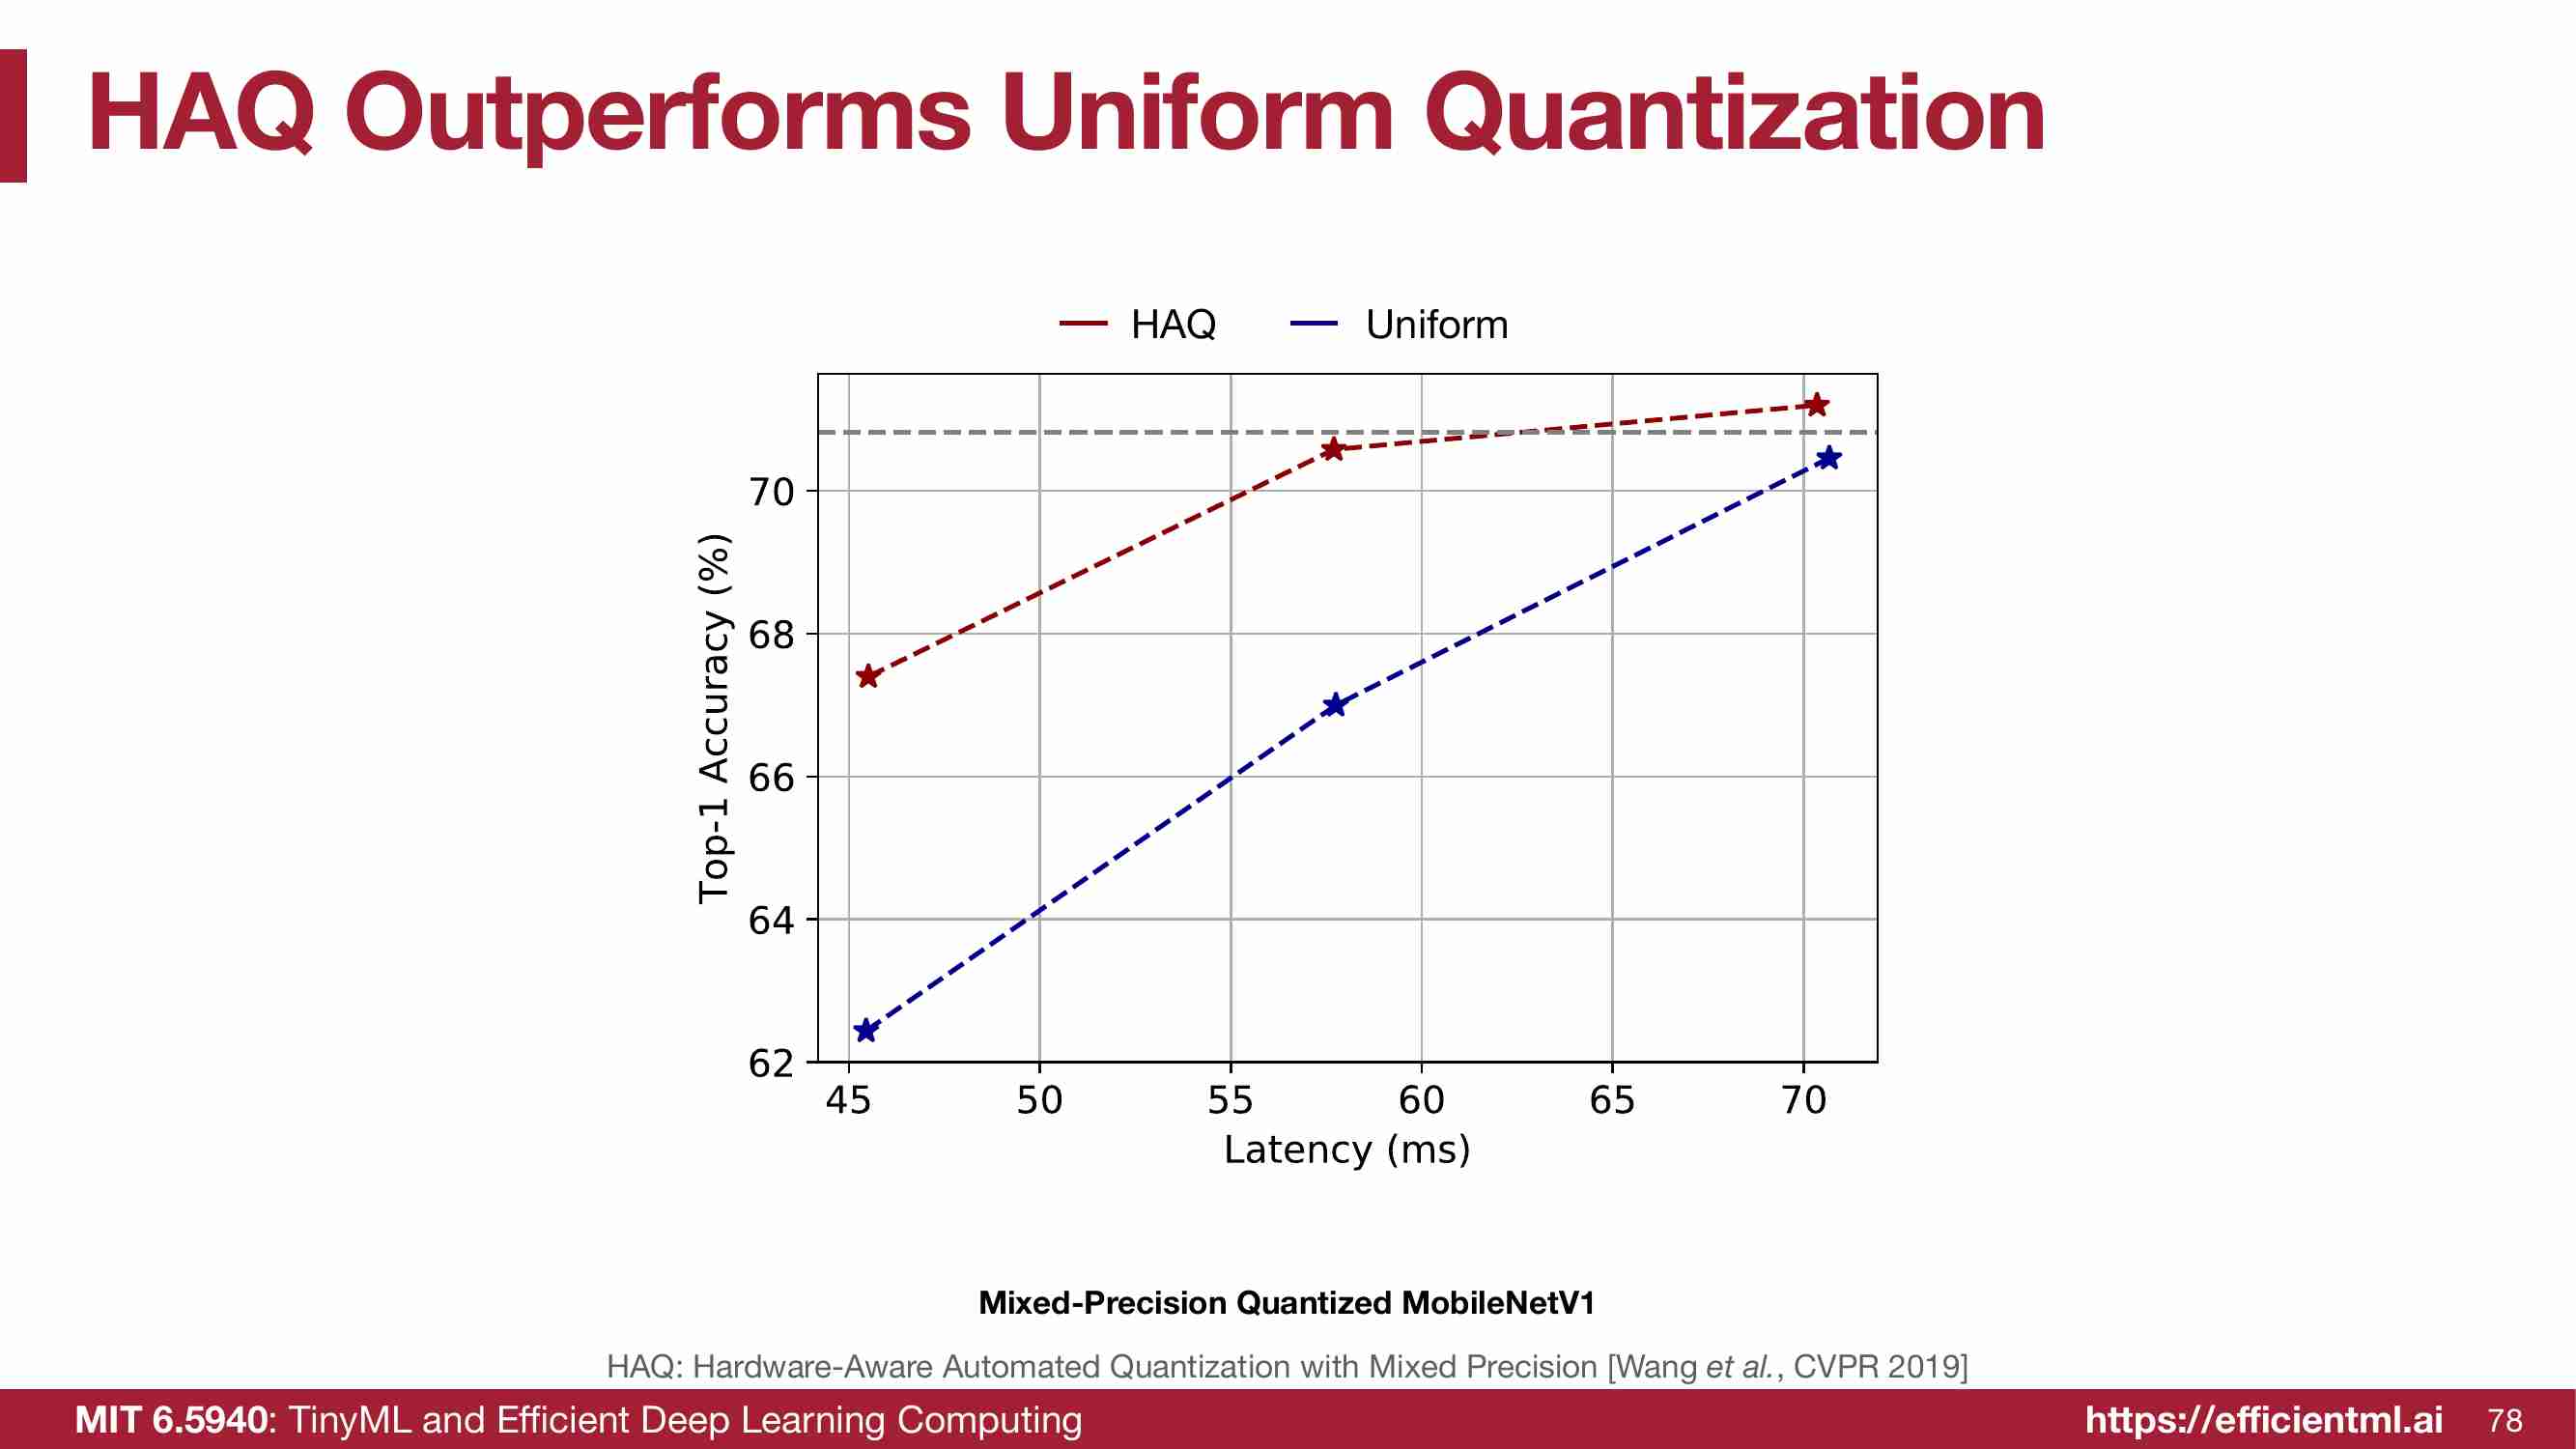 HAQ Outperforms Uniform Quantization
HAQ Uniform
70
68
66
64
62
Top-1 Accuracy (%)
45 50 55 60 65 70
Latency (ms)
Mixed-Precision Quantized MobileNetV1
HAQ: Hardware-Aware Automated Quantization with Mixed Precision [Wang et al., CVPR 2019]
MIT 6.5940: TinyML and Efficient Deep Learning Computing
https://efficientml.ai 78